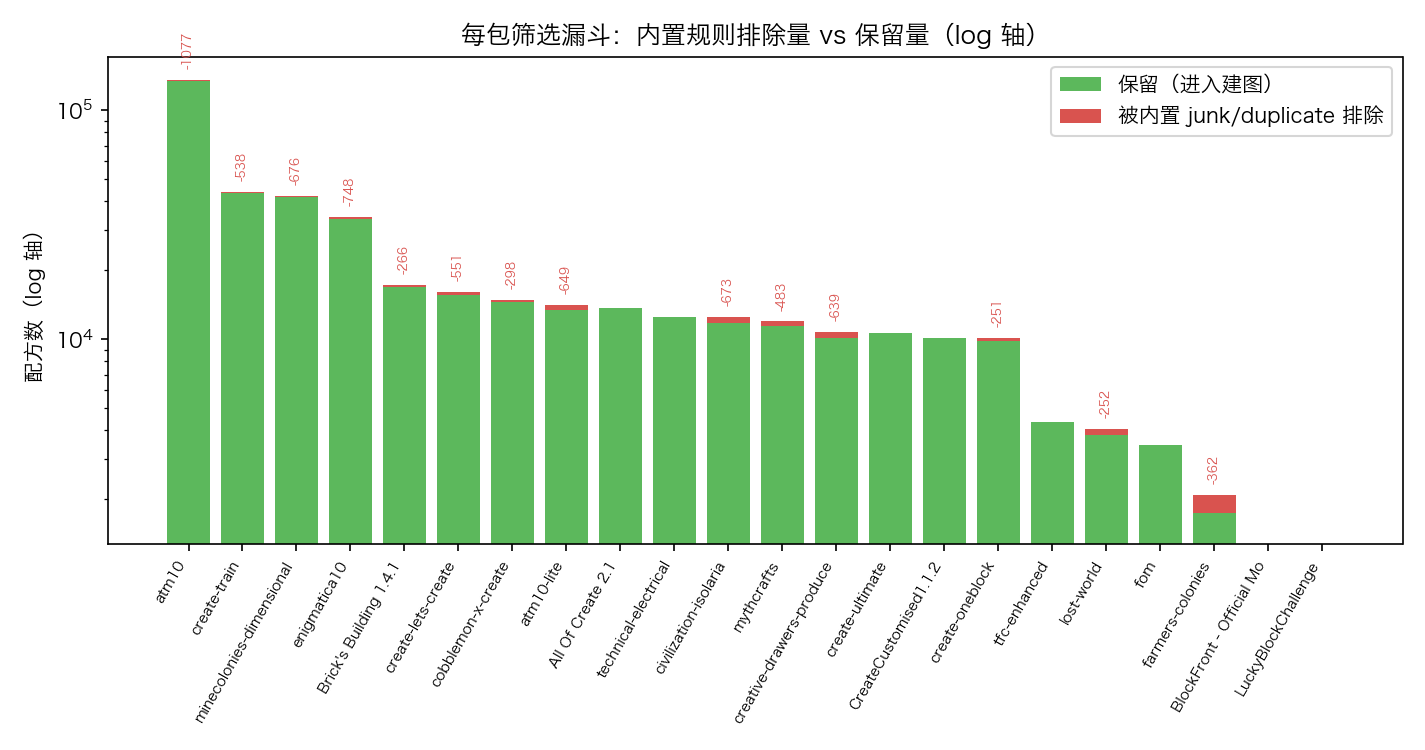 每包筛选漏斗：内置规则排除量 vs 保留量（log 轴）
保留（进入建图）
被内置 junk/duplicate 排除
配方数（log 轴）
10⁵
10⁴
-1077
-538
-676
-748
-266
-551
-298
-649
-673
-483
-639
-251
-252
-362
atm10
create-train
minecolonies-dimensional
enigmatica10
Brick's Building 1.4.1
create-lets-create
cobblemon-x-create
atm10-lite
All Of Create 2.1
technical-electrical
civilization-isolaria
mythcrafts
creative-drawers-produce
create-ultimate
CreateCustomised1.1.2
create-oneblock
tfc-enhanced
lost-world
fom
farmers-colonies
BlockFront - Official Mo
LuckyBlockChallenge